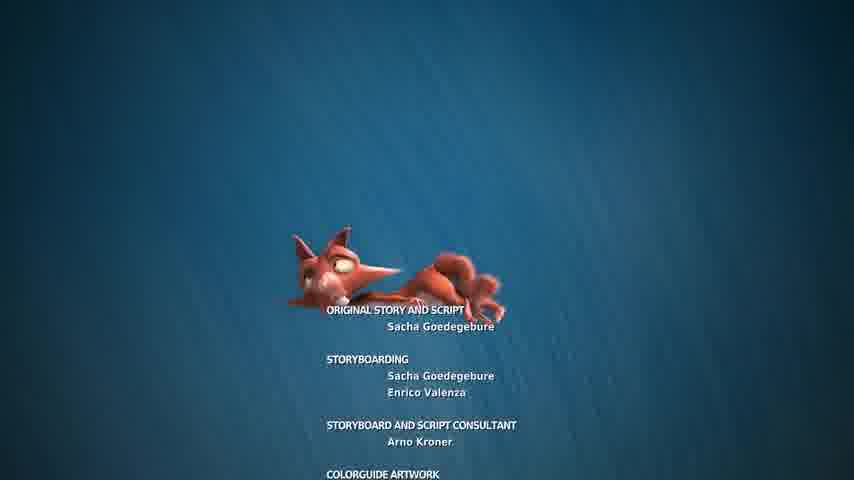 ORIGINAL STORY AND SCRIPT
Sacha Goedegebure
STORYBOARDING
Sacha Goedegebure
Enrico Valenza
STORYBOARD AND SCRIPT CONSULTANT
Arno Kroner
COLORGUIDE ARTWORK